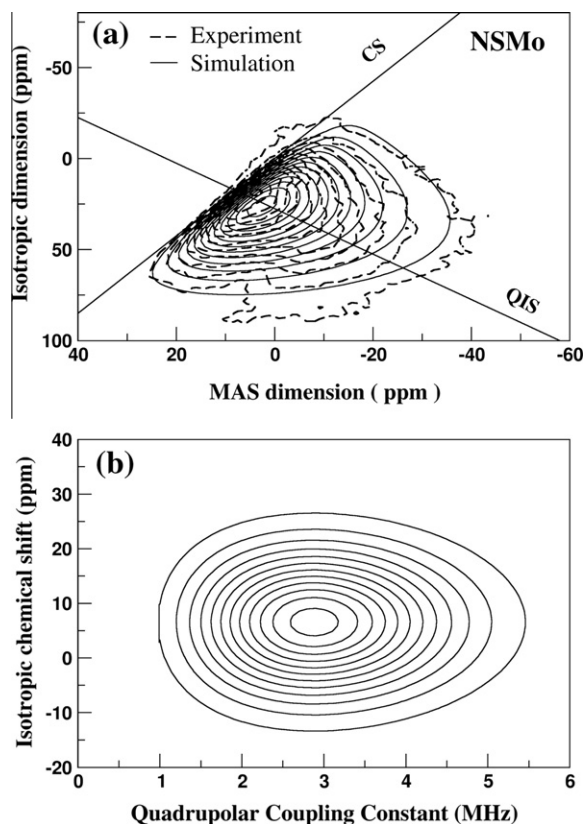 (a)
Experiment
Simulation
CS
NSMo
QIS
Isotropic dimension (ppm)
-50
0
50
100
40
20
0
-20
-40
-60
MAS dimension ( ppm )
(b)
Isotropic chemical shift (ppm)
40
30
20
10
0
-10
-20
0
1
2
3
4
5
6
Quadrupolar Coupling Constant (MHz)